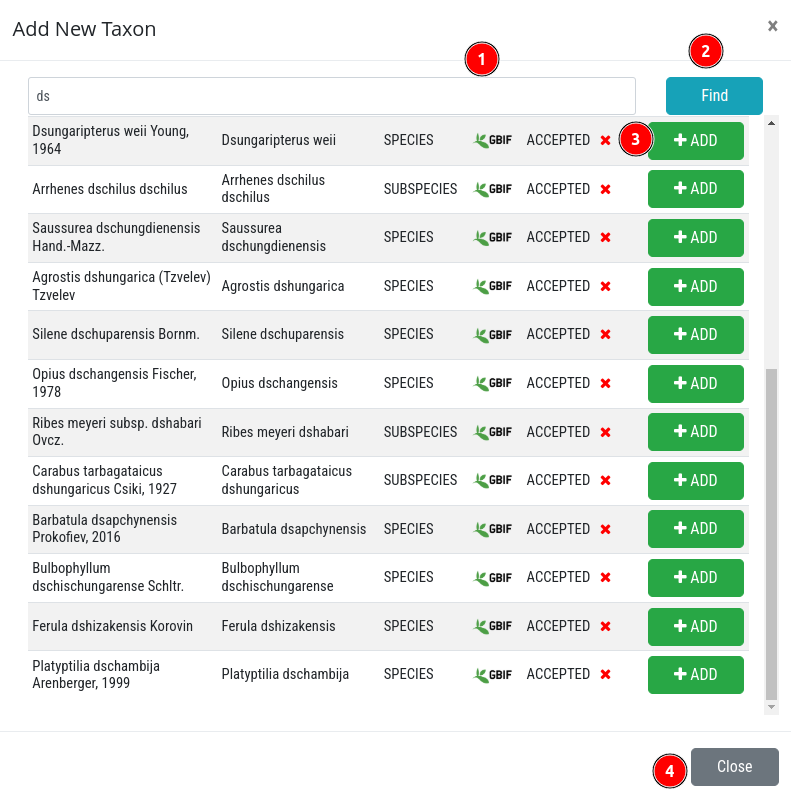 Add New Taxon
×
1
2
ds
Find
Dsungaripterus weii Young,
1964
Dsungaripterus weii
SPECIES
GBIF
ACCEPTED
3
ADD
Arrhenes dschilus dschilus
Arrhenes dschilus
dschilus
SUBSPECIES
GBIF
ACCEPTED
ADD
Saussurea dschungdienensis
Hand.-Mazz.
Saussurea
dschungdienensis
SPECIES
GBIF
ACCEPTED
ADD
Agrostis dshungarica (Tzvelev)
Tzvelev
Agrostis dshungarica
SPECIES
GBIF
ACCEPTED
ADD
Silene dschuparensis Bornm.
Silene dschuparensis
SPECIES
GBIF
ACCEPTED
ADD
Opius dschangensis Fischer,
1978
Opius dschangensis
SPECIES
GBIF
ACCEPTED
ADD
Ribes meyeri subsp. dshabari
Ovcz.
Ribes meyeri dshabari
SUBSPECIES
GBIF
ACCEPTED
ADD
Carabus tarbagataicus
dshungaricus Csiki, 1927
Carabus tarbagataicus
dshungaricus
SUBSPECIES
GBIF
ACCEPTED
ADD
Barbatula dsapchynensis
Prokofiev, 2016
Barbatula dsapchynensis
SPECIES
GBIF
ACCEPTED
ADD
Bulbophyllum
dschischungarense Schltr.
Bulbophyllum
dschischungarense
SPECIES
GBIF
ACCEPTED
ADD
Ferula dshizakensis Korovin
Ferula dshizakensis
SPECIES
GBIF
ACCEPTED
ADD
Platyptilia dschambija
Arenberger, 1999
Platyptilia dschambija
SPECIES
GBIF
ACCEPTED
ADD
4
Close